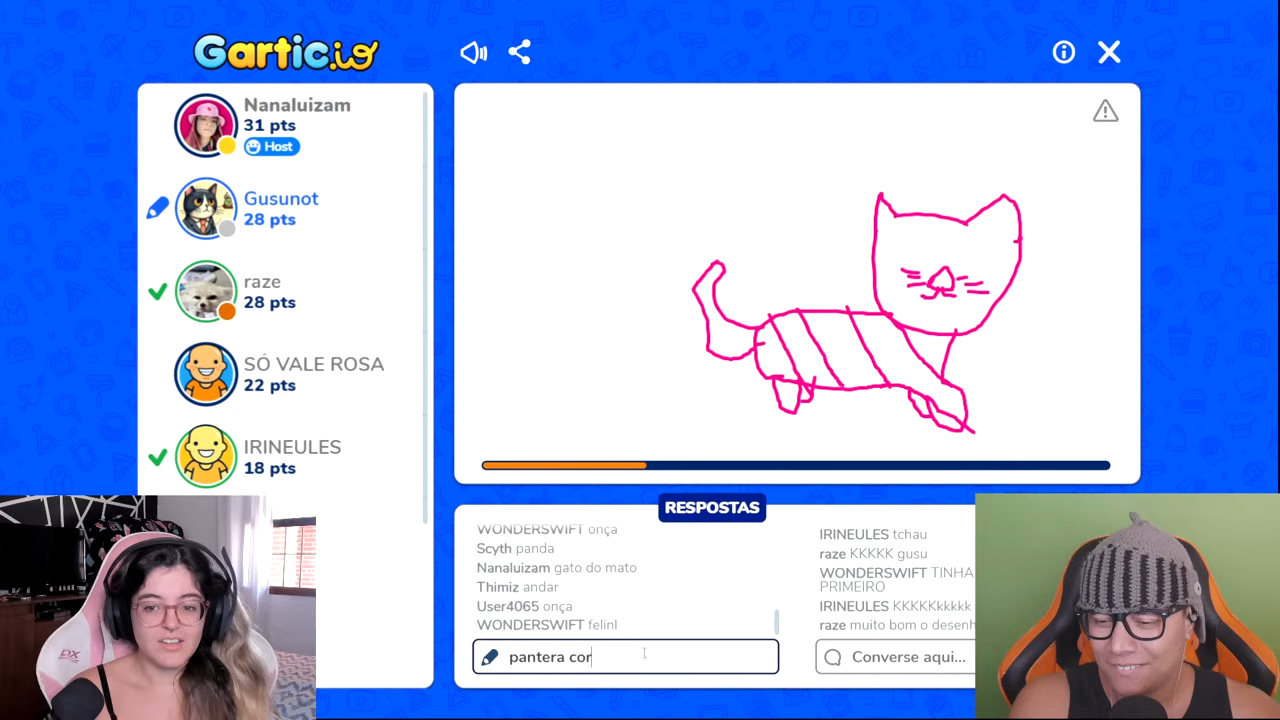 Gartic.io
Nanaluizam
31 pts
Host
Gusunot
28 pts
raze
28 pts
SÓ VALE ROSA
22 pts
IRINEULES
18 pts
RESPOSTAS
WONDERSWIFT onça
Scyth panda
Nanaluizam gato do mato
Thimiz andar
User4065 onça
WONDERSWIFT felinl
pantera cor
IRINEULES tchau
raze KKKKK gusu
WONDERSWIFT TINHA
PRIMEIRO
IRINEULES KKKKKkkkkk
raze muito bom o desenh
Converse aqui...
DX